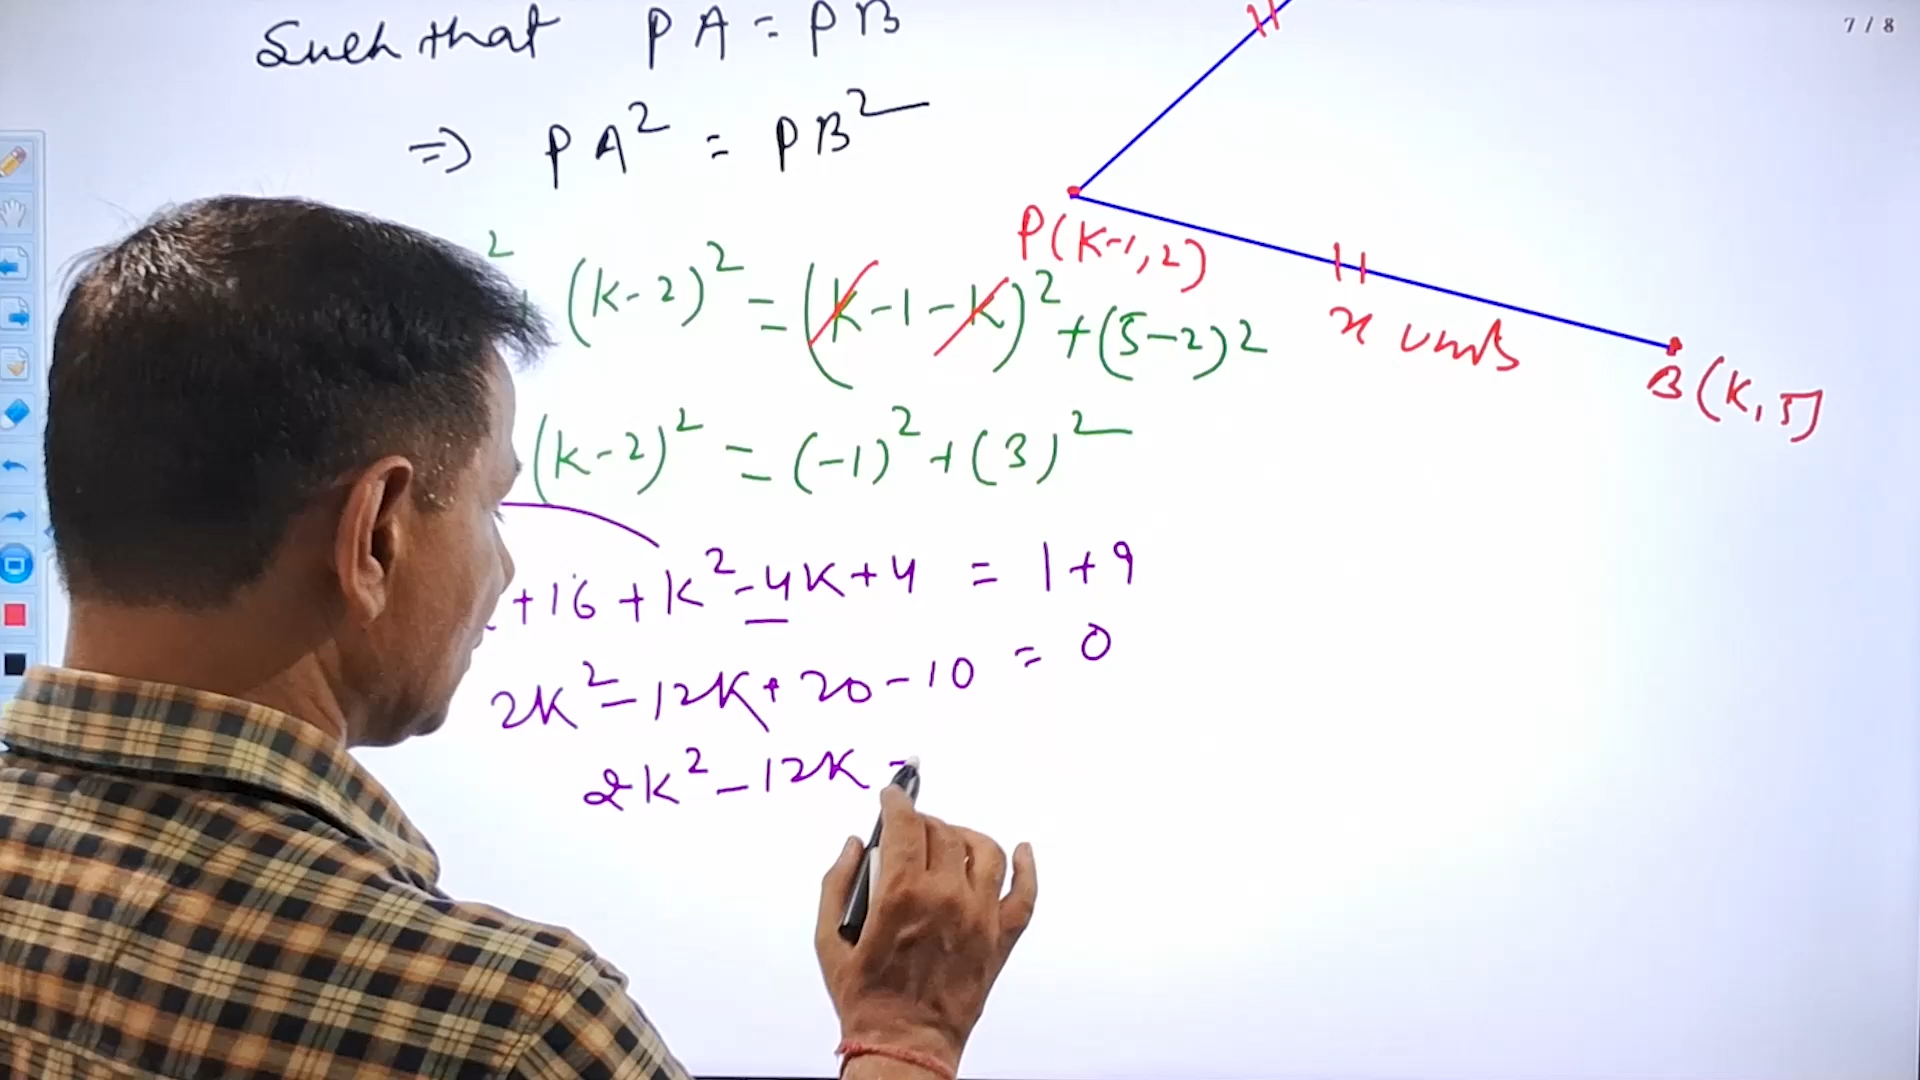 Such that PA = PB
7 / 8
=> PA² = PB²
P(K-1, 2)
² + (k-2)² = (k-1-k)² + (5-2)2
x units
B(K, 5)
(k-2)² = (-1)² + (3)²
+16 + k² - 4k + 4 = 1 + 9
2k² - 12k + 20 - 10 = 0
2k² - 12k